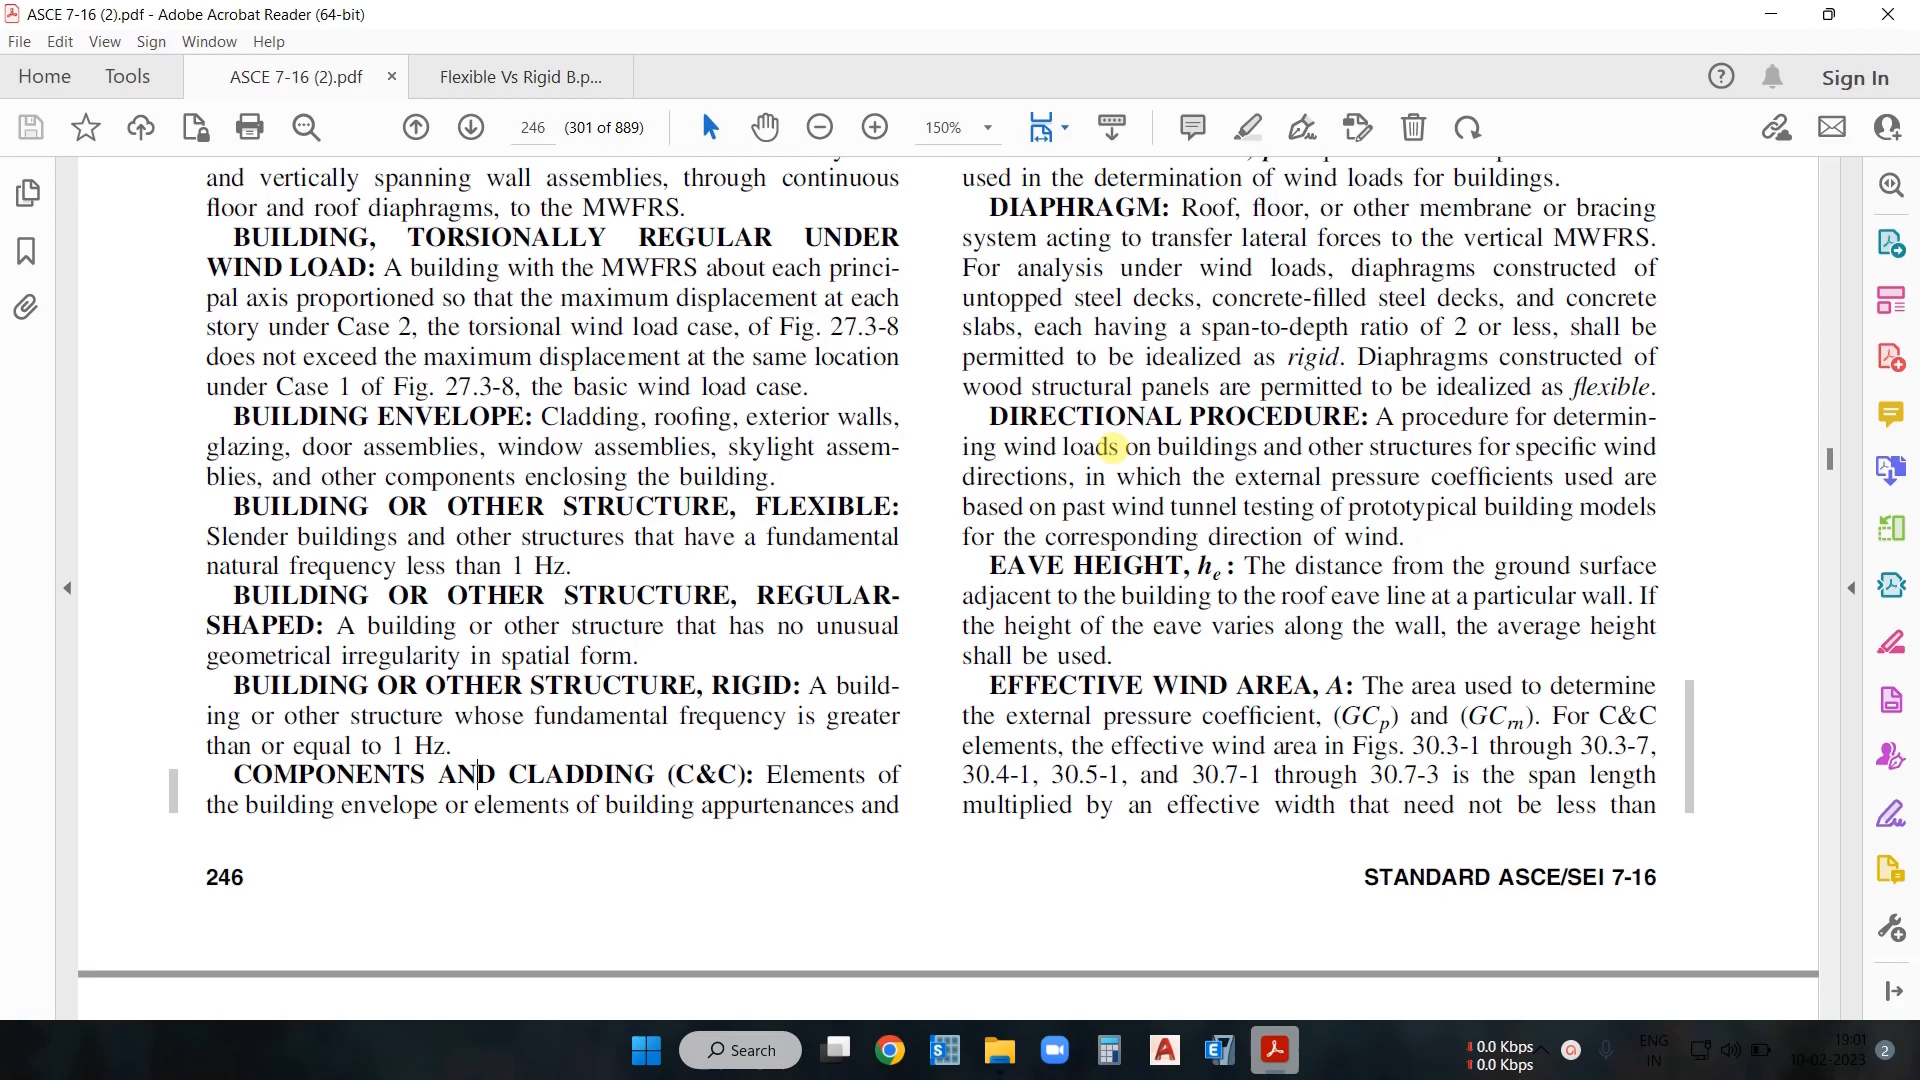 ASCE 7-16 (2).pdf - Adobe Acrobat Reader (64-bit)
File Edit View Sign Window Help
Home Tools ASCE 7-16 (2).pdf × Flexible Vs Rigid B.p... Sign In
246 (301 of 889) 150%
and vertically spanning wall assemblies, through continuous
floor and roof diaphragms, to the MWFRS.
BUILDING, TORSIONALLY REGULAR UNDER
WIND LOAD: A building with the MWFRS about each princi-
pal axis proportioned so that the maximum displacement at each
story under Case 2, the torsional wind load case, of Fig. 27.3-8
does not exceed the maximum displacement at the same location
under Case 1 of Fig. 27.3-8, the basic wind load case.
BUILDING ENVELOPE: Cladding, roofing, exterior walls,
glazing, door assemblies, window assemblies, skylight assem-
blies, and other components enclosing the building.
BUILDING OR OTHER STRUCTURE, FLEXIBLE:
Slender buildings and other structures that have a fundamental
natural frequency less than 1 Hz.
BUILDING OR OTHER STRUCTURE, REGULAR-
SHAPED: A building or other structure that has no unusual
geometrical irregularity in spatial form.
BUILDING OR OTHER STRUCTURE, RIGID: A build-
ing or other structure whose fundamental frequency is greater
than or equal to 1 Hz.
COMPONENTS AND CLADDING (C&C): Elements of
the building envelope or elements of building appurtenances and
used in the determination of wind loads for buildings.
DIAPHRAGM: Roof, floor, or other membrane or bracing
system acting to transfer lateral forces to the vertical MWFRS.
For analysis under wind loads, diaphragms constructed of
untopped steel decks, concrete-filled steel decks, and concrete
slabs, each having a span-to-depth ratio of 2 or less, shall be
permitted to be idealized as rigid. Diaphragms constructed of
wood structural panels are permitted to be idealized as flexible.
DIRECTIONAL PROCEDURE: A procedure for determin-
ing wind loads on buildings and other structures for specific wind
directions, in which the external pressure coefficients used are
based on past wind tunnel testing of prototypical building models
for the corresponding direction of wind.
EAVE HEIGHT, he: The distance from the ground surface
adjacent to the building to the roof eave line at a particular wall. If
the height of the eave varies along the wall, the average height
shall be used.
EFFECTIVE WIND AREA, A: The area used to determine
the external pressure coefficient, (GCp) and (GCrn). For C&C
elements, the effective wind area in Figs. 30.3-1 through 30.3-7,
30.4-1, 30.5-1, and 30.7-1 through 30.7-3 is the span length
multiplied by an effective width that need not be less than
246 STANDARD ASCE/SEI 7-16
Search
0.0 Kbps
0.0 Kbps
ENG
IN
19:01
10-02-2023
2